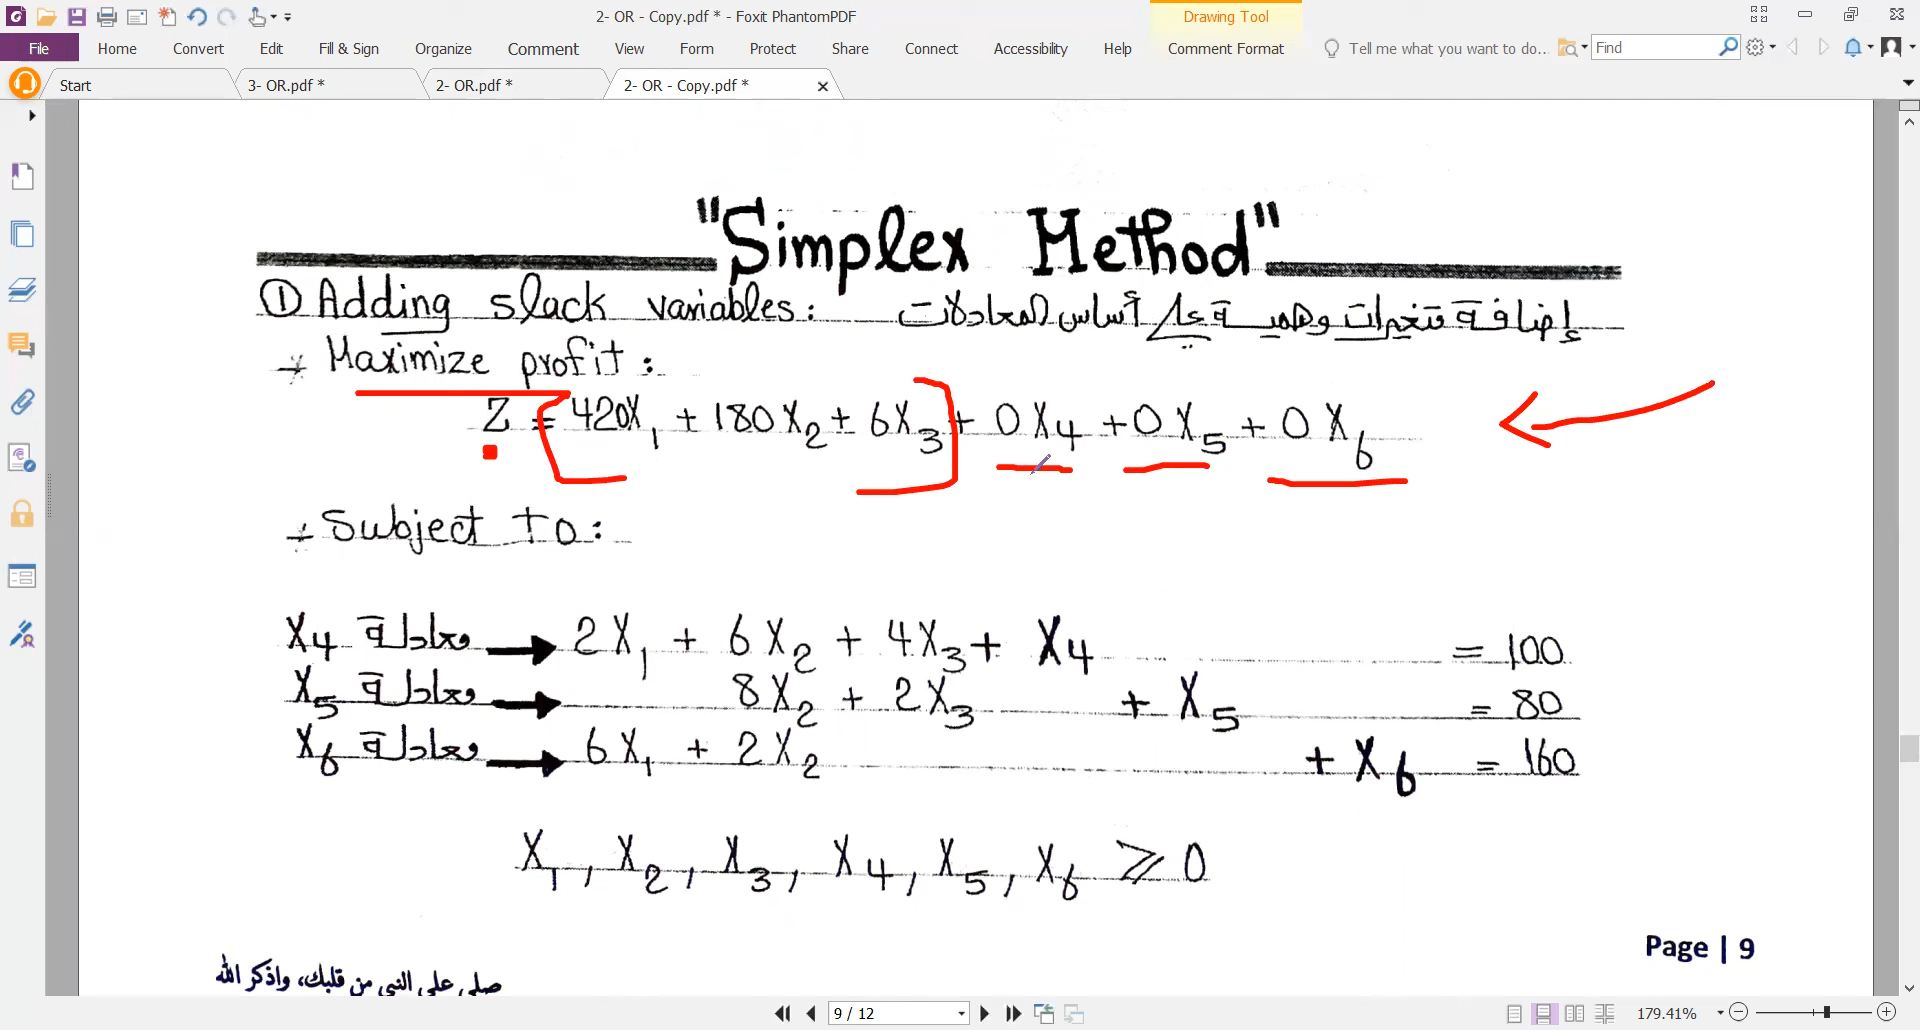 2- OR - Copy.pdf * - Foxit PhantomPDF
Drawing Tool
File Home Convert Edit Fill & Sign Organize Comment View Form Protect Share Connect Accessibility Help Comment Format Tell me what you want to do... Find
Start 3- OR.pdf * 2- OR.pdf * 2- OR - Copy.pdf *
"Simplex Method"
① Adding slack variables: إضافة متغيرات وهمية على أساس المعادلات
Maximize profit:
Z = 420X₁ + 180X₂ + 6X₃ + 0X₄ + 0X₅ + 0X₆
Subject To:
X₄ معادلة → 2X₁ + 6X₂ + 4X₃ + X₄ = 100
X₅ معادلة → 8X₂ + 2X₃ + X₅ = 80
X₆ معادلة → 6X₁ + 2X₂ + X₆ = 160
X₁, X₂, X₃, X₄, X₅, X₆ ≥ 0
Page | 9
صلي على النبي من قلبك، واذكر الله
9 / 12
179.41%